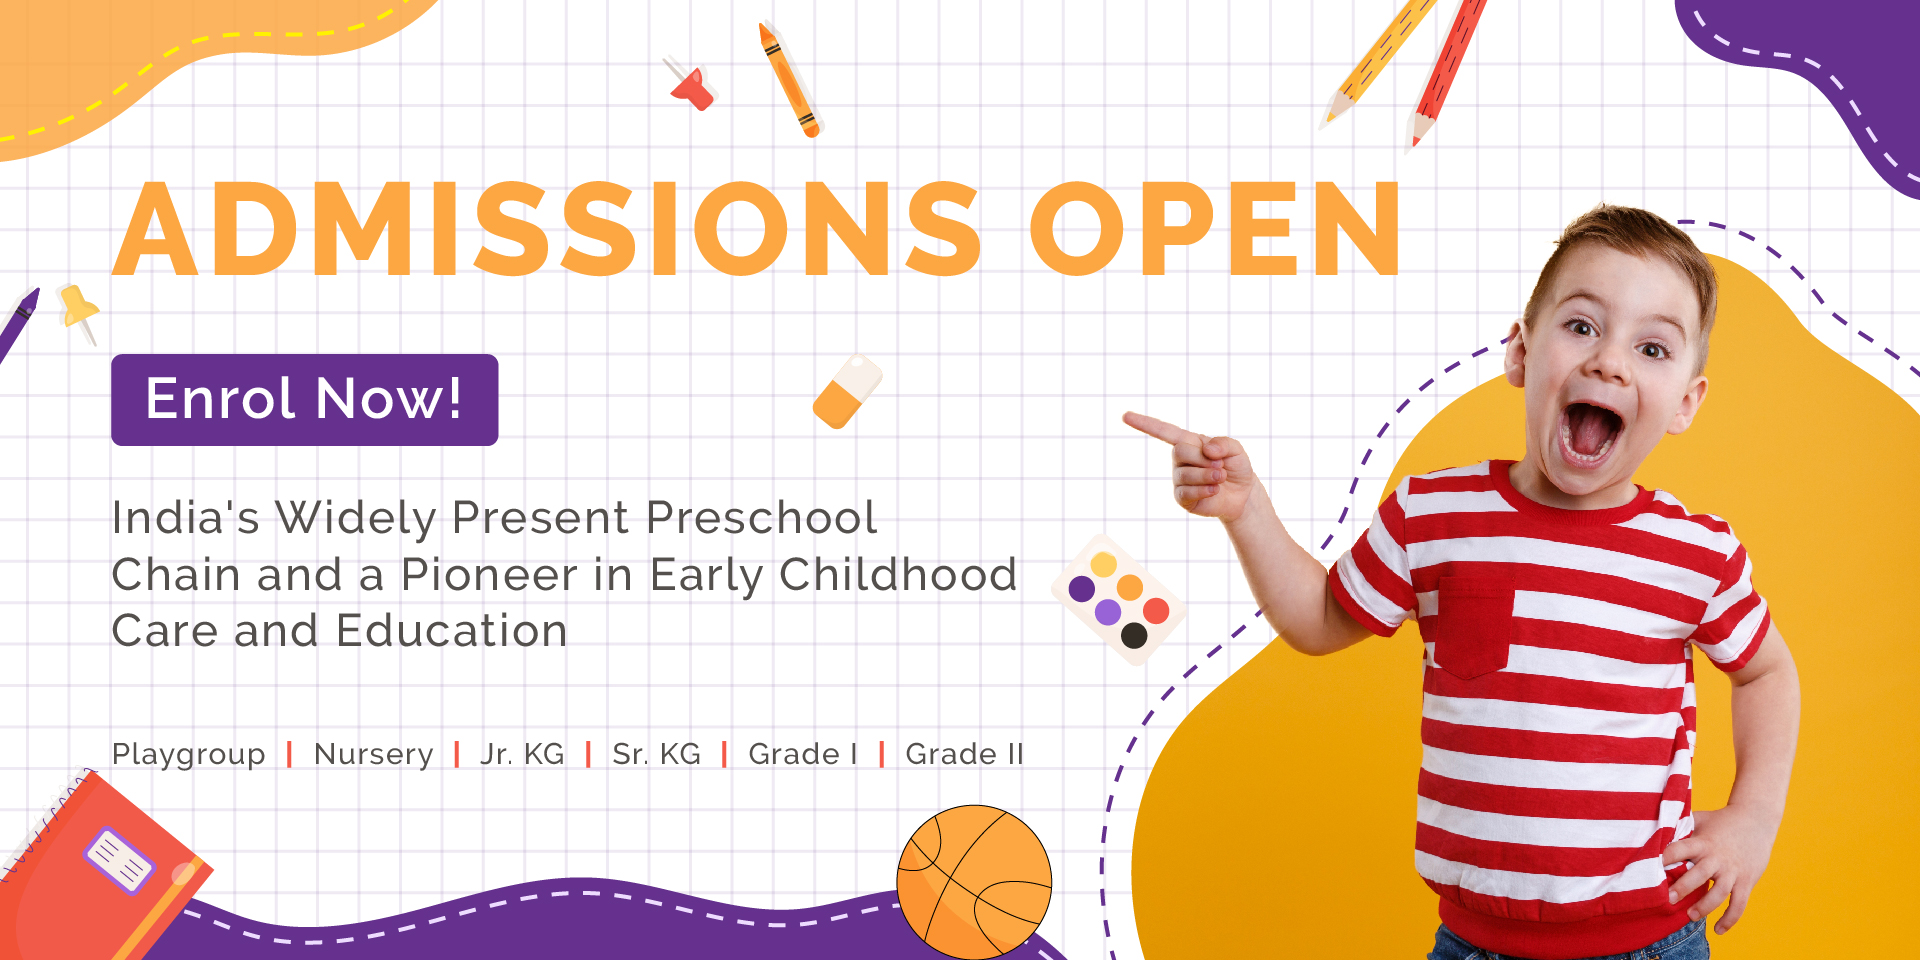 ADMISSIONS OPEN
Enrol Now!
India's Widely Present Preschool
Chain and a Pioneer in Early Childhood
Care and Education
Playgroup | Nursery | Jr. KG | Sr. KG | Grade I | Grade II